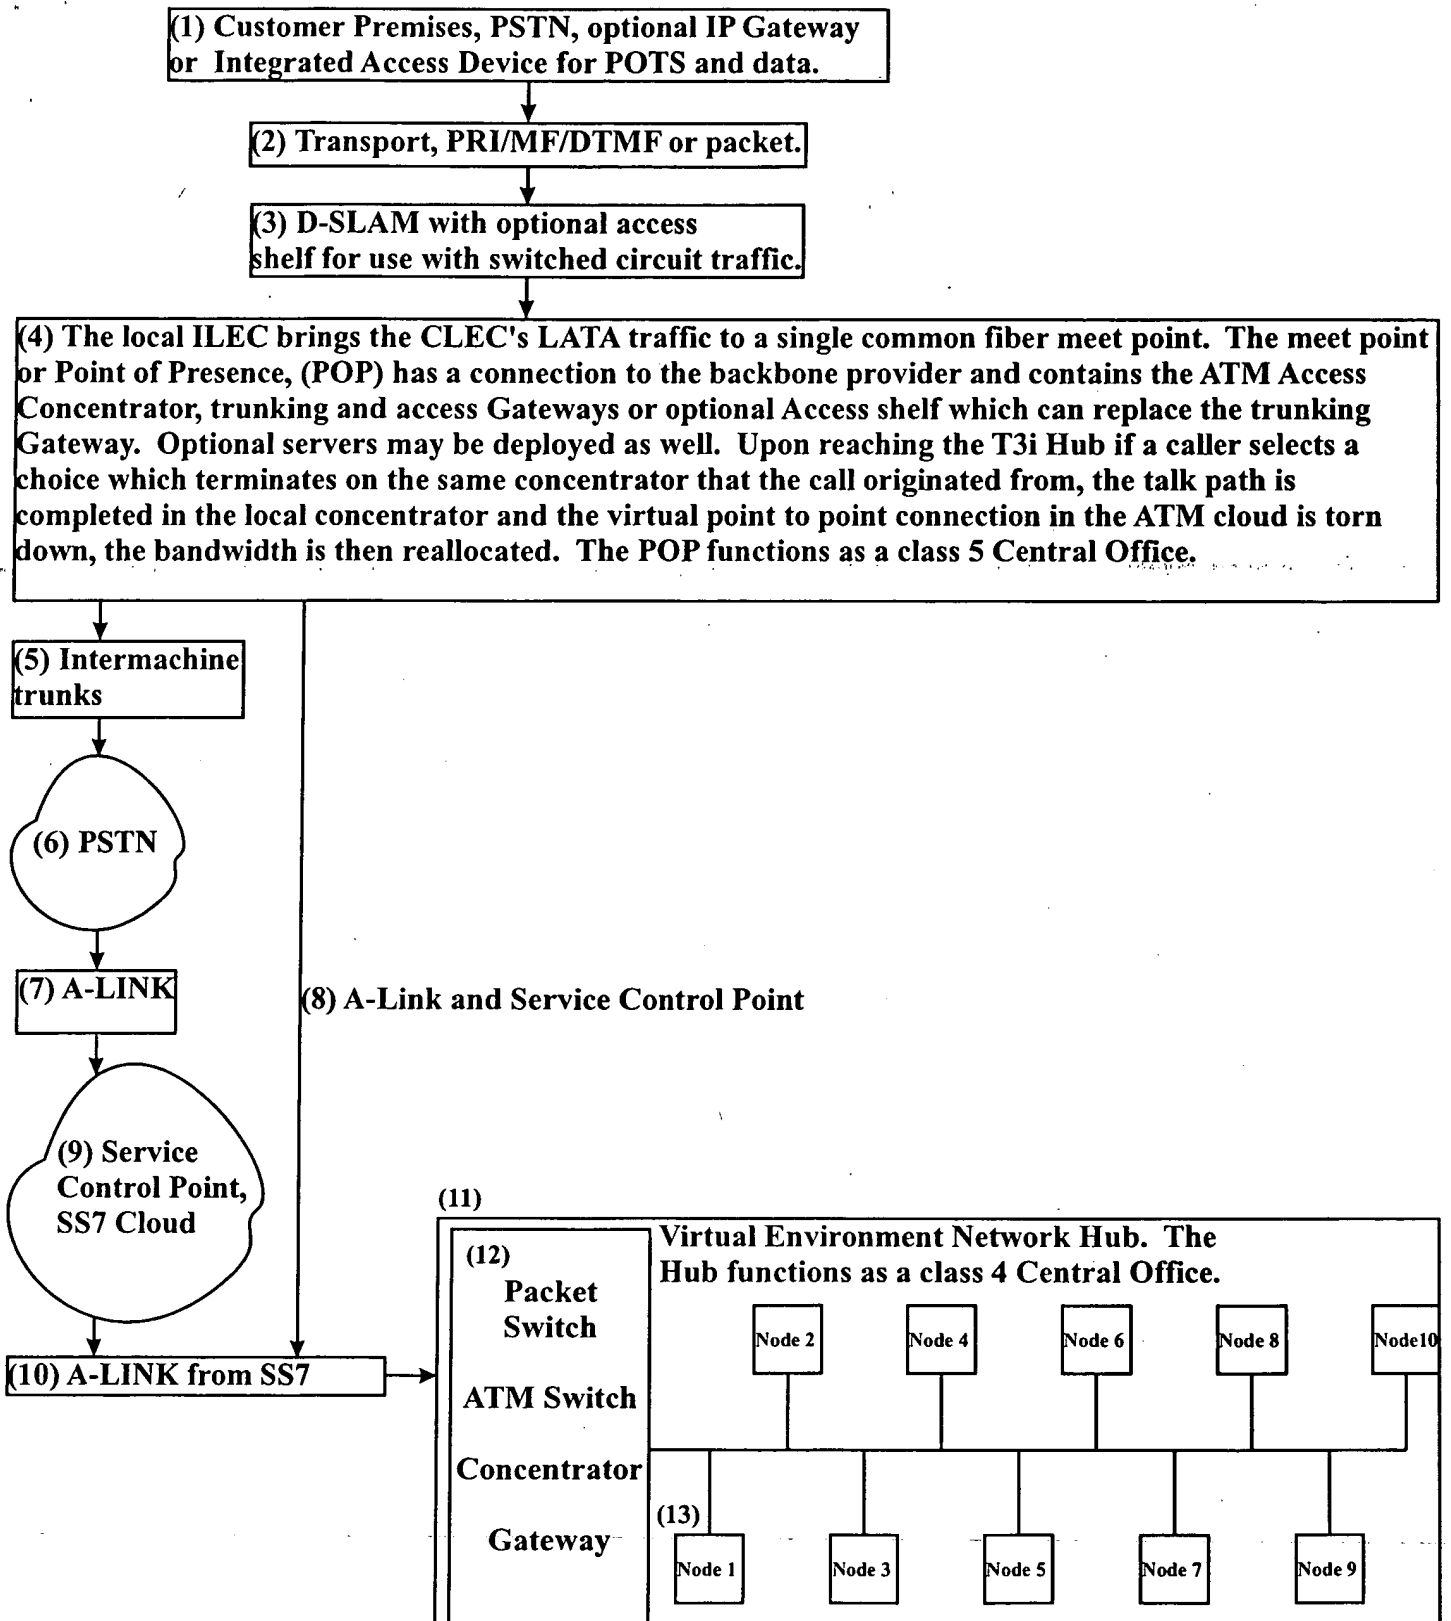 (1) Customer Premises, PSTN, optional IP Gateway
or Integrated Access Device for POTS and data.
(2) Transport, PRI/MF/DTMF or packet.
(3) D-SLAM with optional access
shelf for use with switched circuit traffic.
(4) The local ILEC brings the CLEC's LATA traffic to a single common fiber meet point. The meet point
or Point of Presence, (POP) has a connection to the backbone provider and contains the ATM Access
Concentrator, trunking and access Gateways or optional Access shelf which can replace the trunking
Gateway. Optional servers may be deployed as well. Upon reaching the T3i Hub if a caller selects a
choice which terminates on the same concentrator that the call originated from, the talk path is
completed in the local concentrator and the virtual point to point connection in the ATM cloud is torn
down, the bandwidth is then reallocated. The POP functions as a class 5 Central Office.
(5) Intermachine
trunks
(6) PSTN
(7) A-LINK
(8) A-Link and Service Control Point
(9) Service
Control Point,
SS7 Cloud
(10) A-LINK from SS7
(11)
Virtual Environment Network Hub. The
Hub functions as a class 4 Central Office.
(12)
Packet
Switch
ATM Switch
Concentrator
Gateway
Node 2
Node 4
Node 6
Node 8
Node10
(13)
Node 1
Node 3
Node 5
Node 7
Node 9